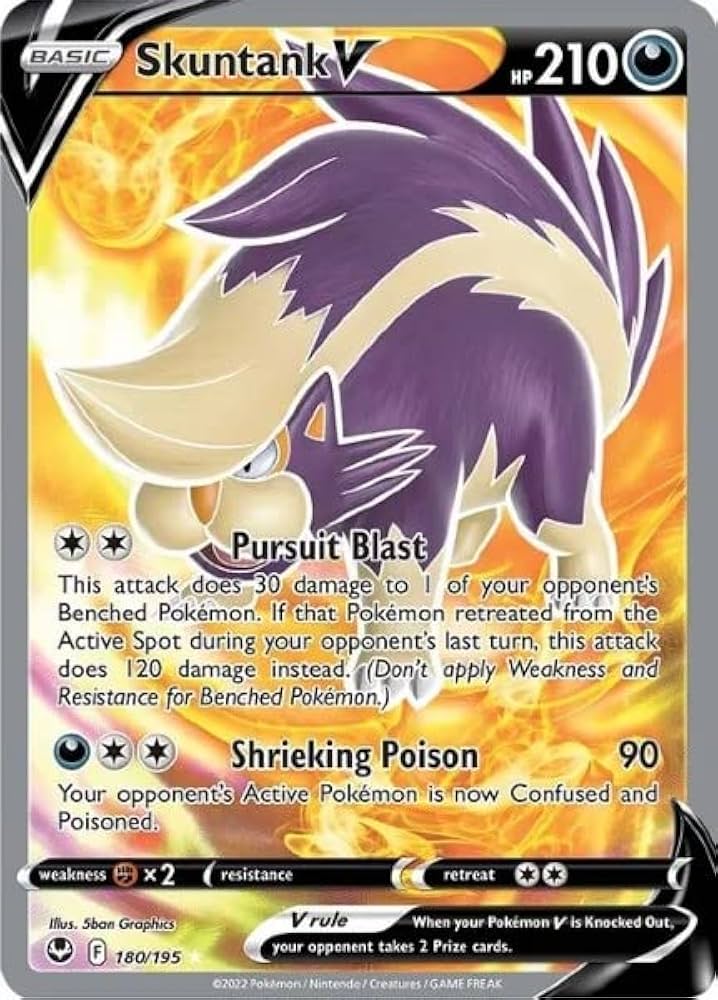 BASIC Skuntank V HP 210
Pursuit Blast
This attack does 30 damage to 1 of your opponent's
Benched Pokémon. If that Pokémon retreated from the
Active Spot during your opponent's last turn, this attack
does 120 damage instead. (Don't apply Weakness and
Resistance for Benched Pokémon.)
Shrieking Poison 90
Your opponent's Active Pokémon is now Confused and
Poisoned.
weakness ×2 resistance retreat
Illus. 5ban Graphics
V rule When your Pokémon V is Knocked Out,
your opponent takes 2 Prize cards.
F 180/195
©2022 Pokémon / Nintendo / Creatures / GAME FREAK